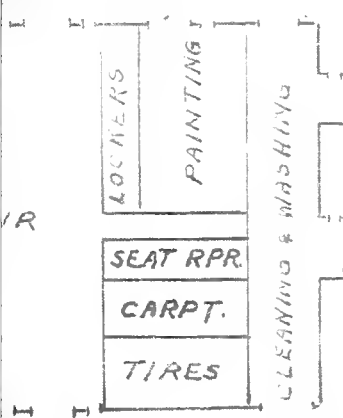 LOCKERS
PAINTING
CLEANING & WASHING
SEAT RPR.
CARPT.
TIRES